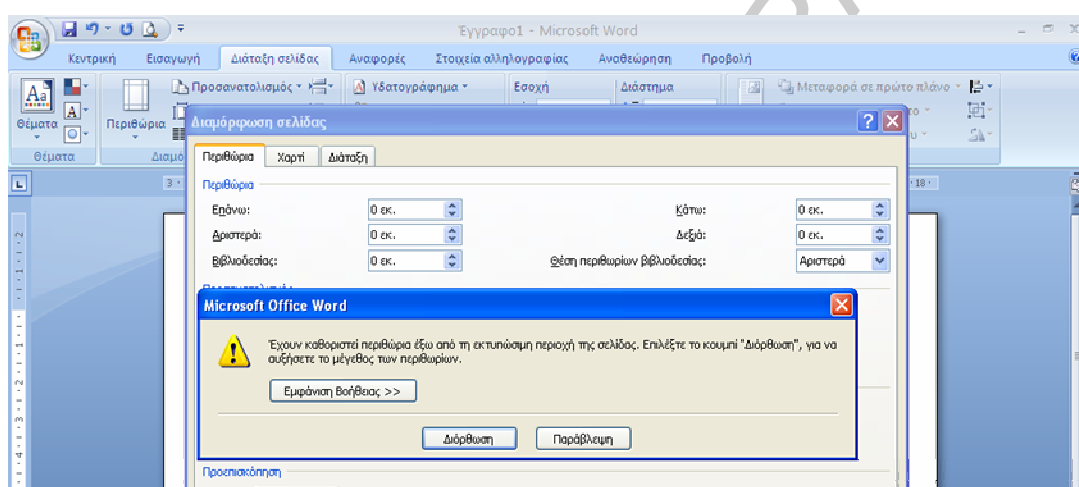 Έγγραφο1 - Microsoft Word
Κεντρική Εισαγωγή Διάταξη σελίδας Αναφορές Στοιχεία αλληλογραφίας Αναθεώρηση Προβολή
Προσανατολισμός Υδατογράφημα Εσοχή Διάστημα Μεταφορά σε πρώτο πλάνο
Θέματα Περιθώρια
Θέματα Διαμό
Διαμόρφωση σελίδας
Περιθώρια Χαρτί Διάταξη
3 18
Περιθώρια
Επάνω: 0 εκ. Κάτω: 0 εκ.
Αριστερά: 0 εκ. Δεξιά: 0 εκ.
Βιβλιοδεσίας: 0 εκ. Θέση περιθωρίων βιβλιοδεσίας: Αριστερά
Microsoft Office Word
Έχουν καθοριστεί περιθώρια έξω από τη εκτυπώσιμη περιοχή της σελίδας. Επιλέξτε το κουμπί "Διόρθωση", για να
αυξήσετε το μέγεθος των περιθωρίων.
Εμφάνιση Βοήθειας >>
Διόρθωση Παράβλεψη
Προεπισκόπηση